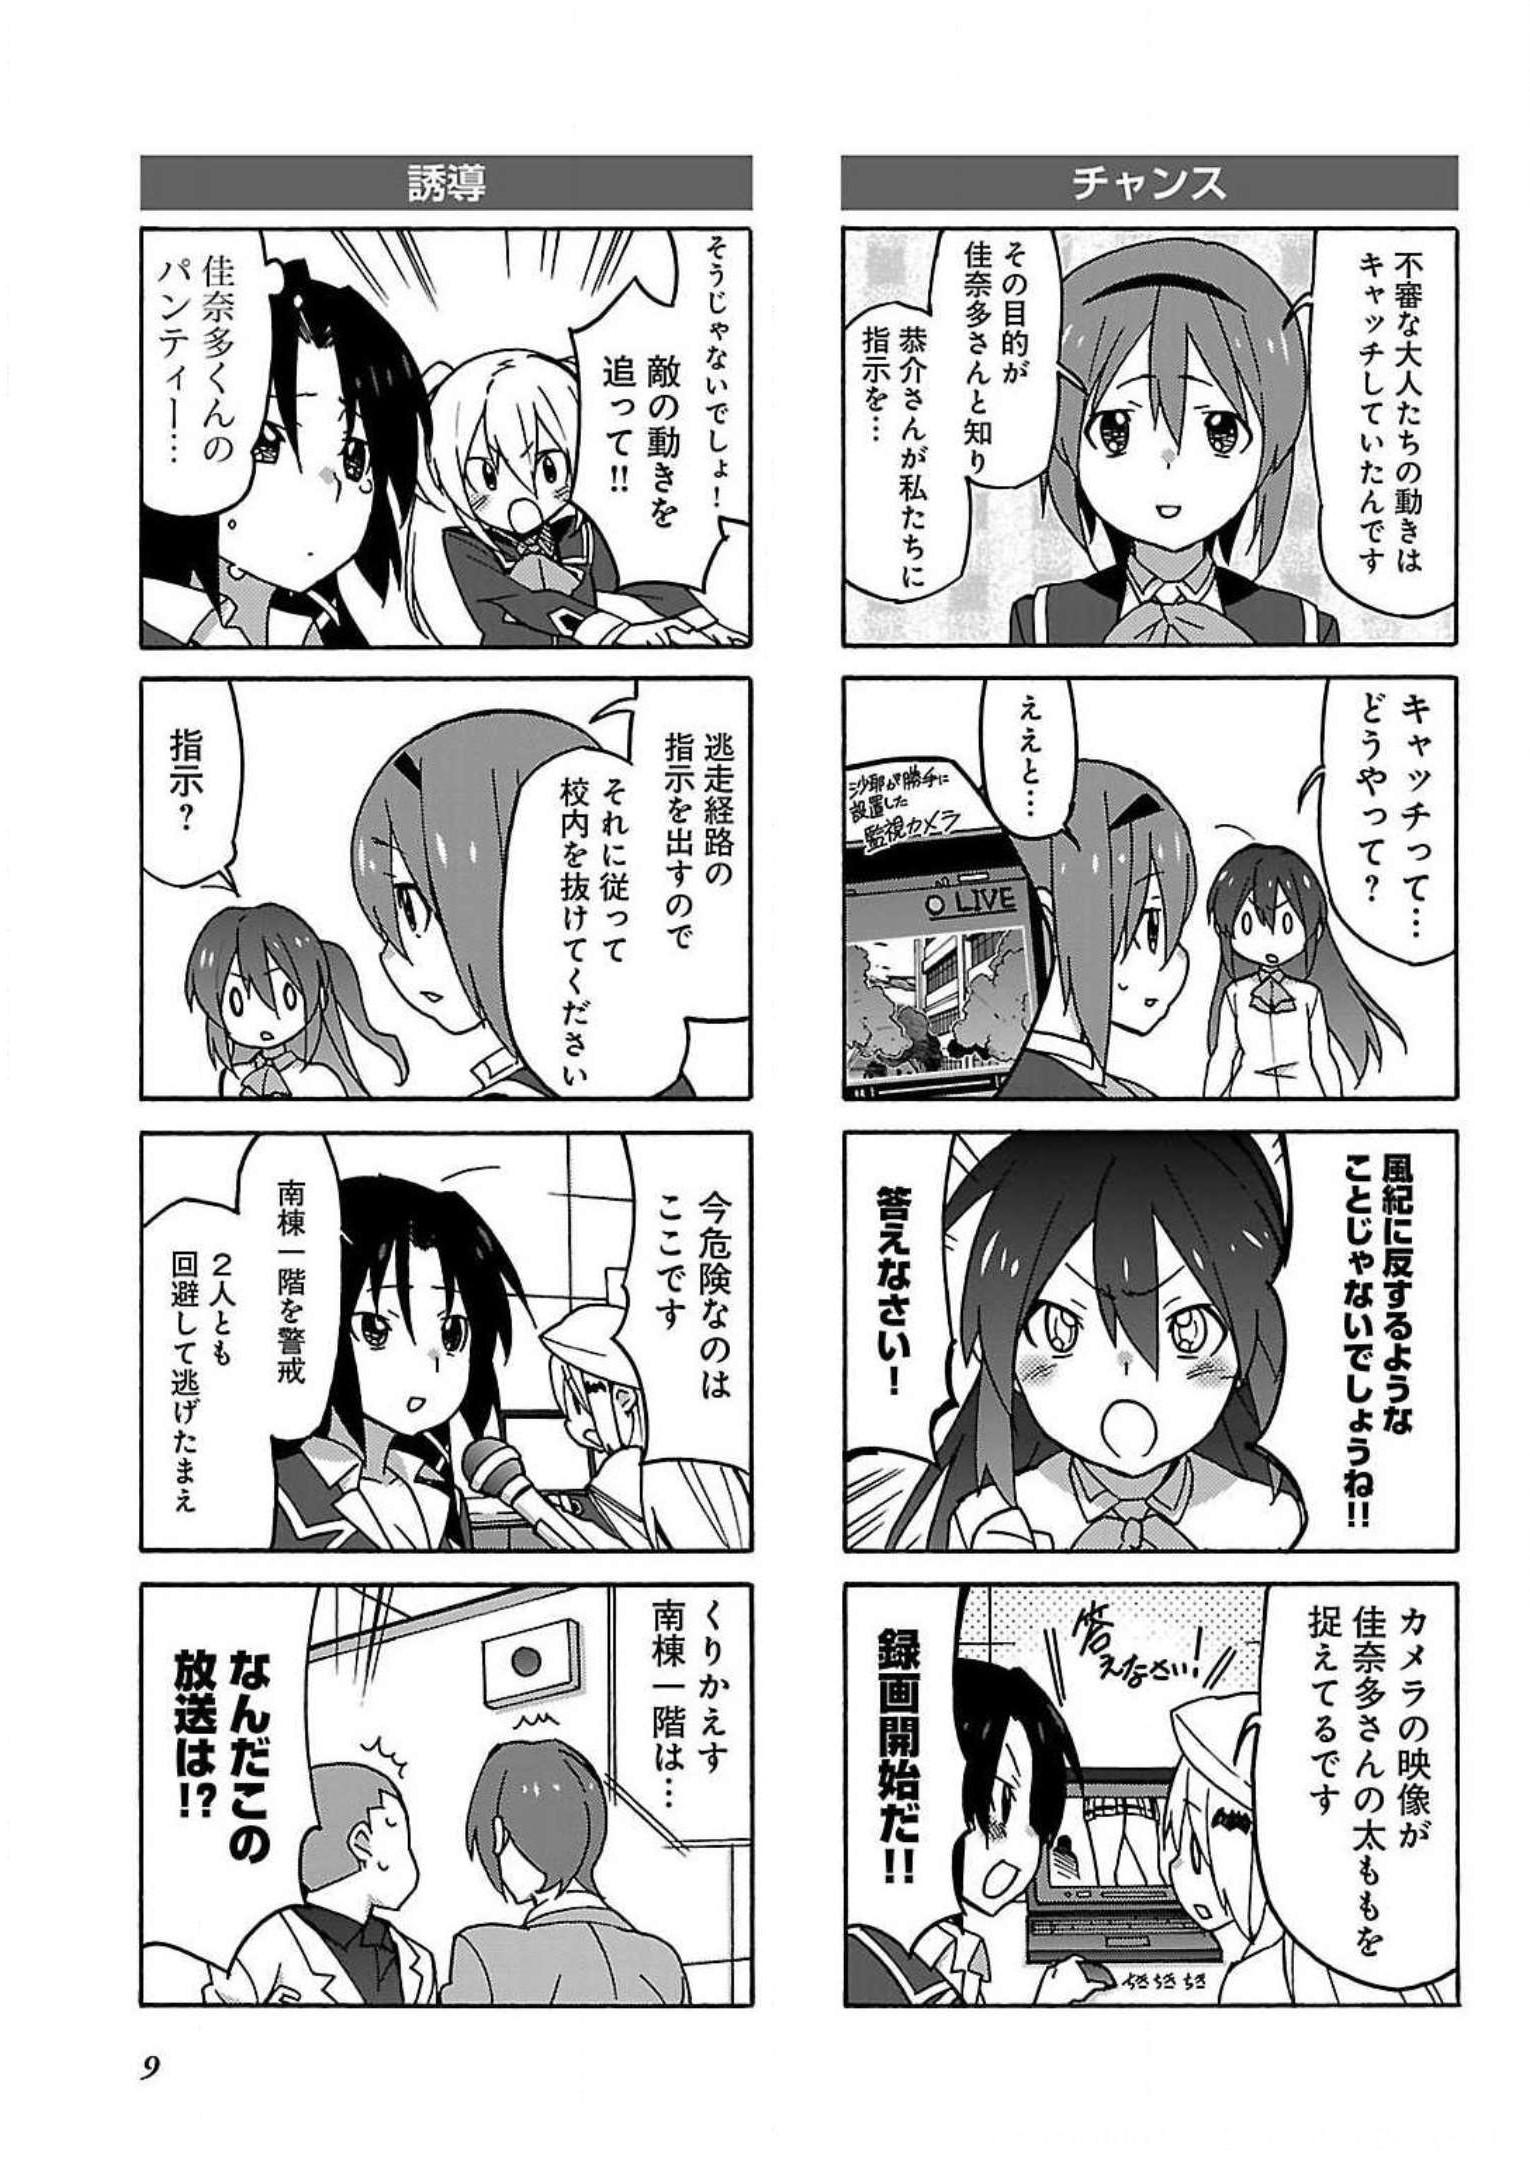 チャンス
不審な大人たちの動きは
キャッチしていたんです
その目的が
佳奈多さんと知り
恭介さんが私たちに
指示を…
キャッチって…
どうやって?
ええと…
沙耶が勝手に
設置した
監視カメラ
LIVE
風紀に反するような
ことじゃないでしょうね!!
答えなさい!
カメラの映像が
佳奈多さんの太ももを
捉えてるです
答えなさい!
録画開始だ!!
ちき ちき ちき
誘導
そうじゃないでしょ!
敵の動きを
追って!!
佳奈多くんの
パンティー…
逃走経路の
指示を出すので
それに従って
校内を抜けてください
指示?
今危険なのは
ここです
南棟一階を警戒
2人とも
回避して逃げたまえ
くりかえす
南棟一階は…
なんだこの
放送は!?
9